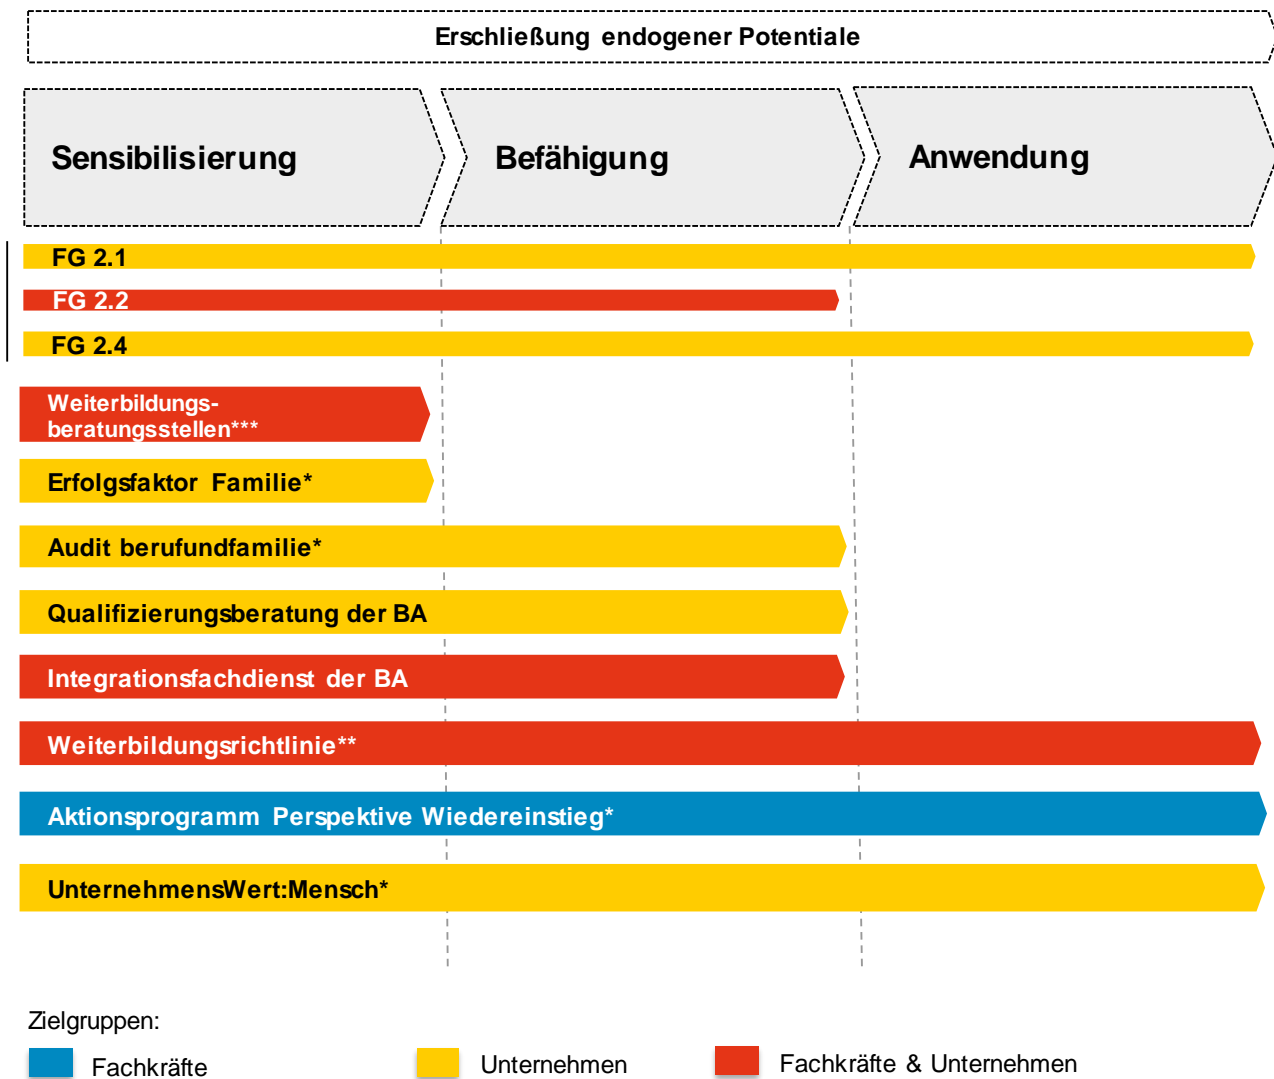 Erschließung endogener Potentiale
Sensibilisierung
Befähigung
Anwendung
FG 2.1
FG 2.2
FG 2.4
Weiterbildungs-
beratungsstellen***
Erfolgsfaktor Familie*
Audit berufundfamilie*
Qualifizierungsberatung der BA
Integrationsfachdienst der BA
Weiterbildungsrichtlinie**
Aktionsprogramm Perspektive Wiedereinstieg*
UnternehmensWert:Mensch*
Zielgruppen:
Fachkräfte
Unternehmen
Fachkräfte & Unternehmen